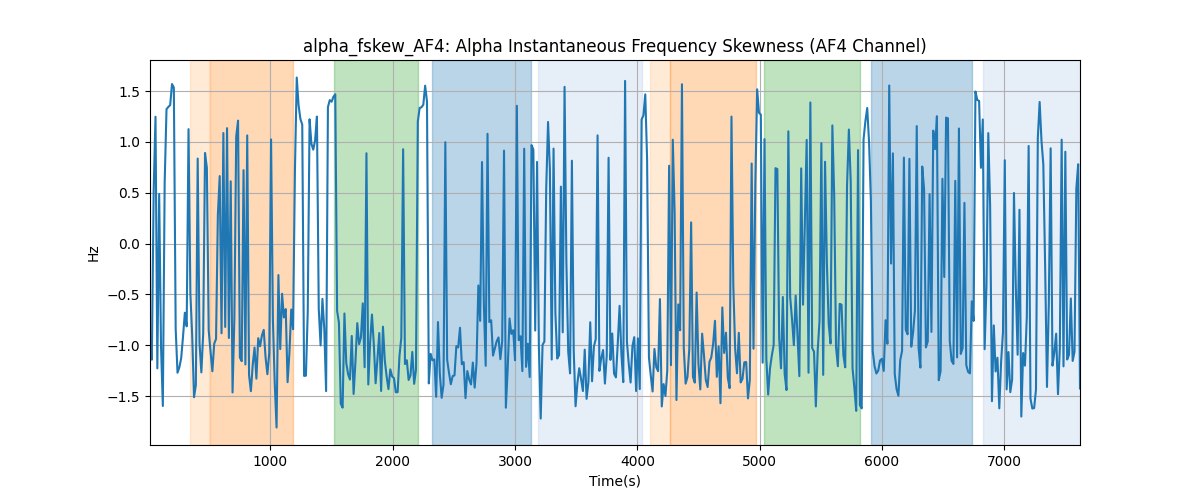 alpha_fskew_AF4: Alpha Instantaneous Frequency Skewness (AF4 Channel)
1.5
1.0
0.5
0.0
−0.5
−1.0
−1.5
Hz
1000 2000 3000 4000 5000 6000 7000
Time(s)